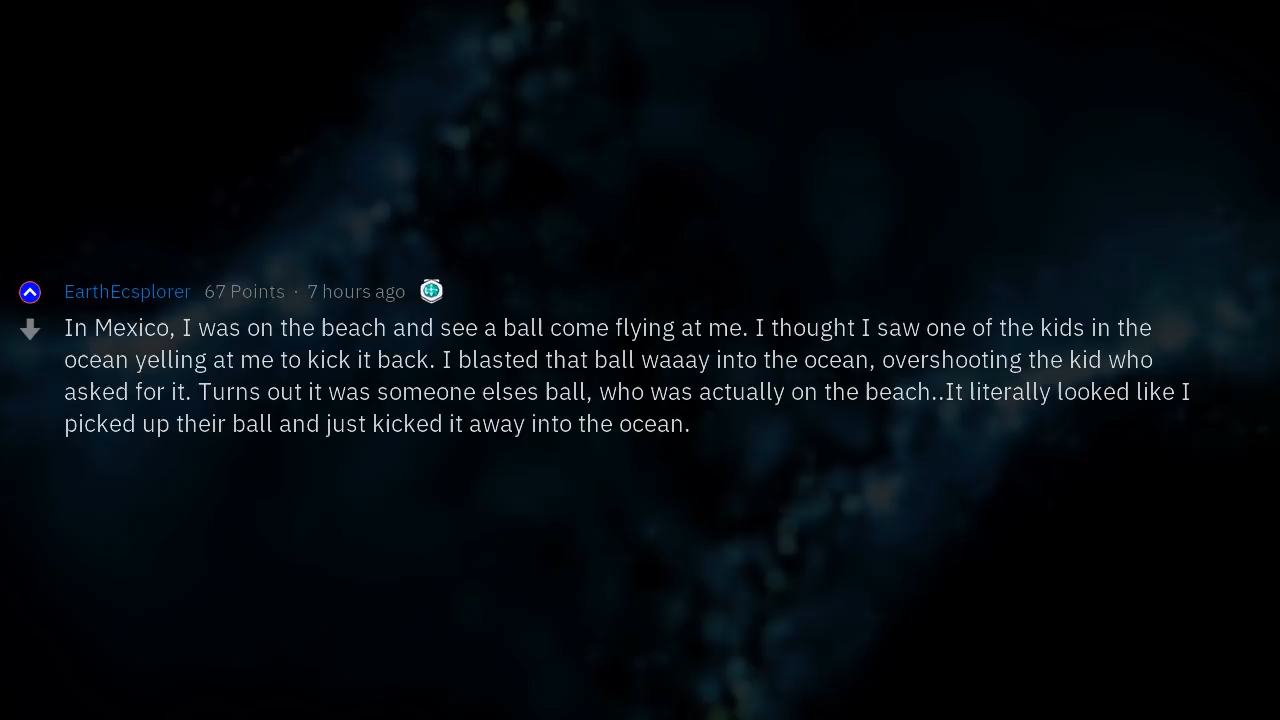 EarthEcsplorer 67 Points · 7 hours ago
In Mexico, I was on the beach and see a ball come flying at me. I thought I saw one of the kids in the
ocean yelling at me to kick it back. I blasted that ball waaay into the ocean, overshooting the kid who
asked for it. Turns out it was someone elses ball, who was actually on the beach..It literally looked like I
picked up their ball and just kicked it away into the ocean.